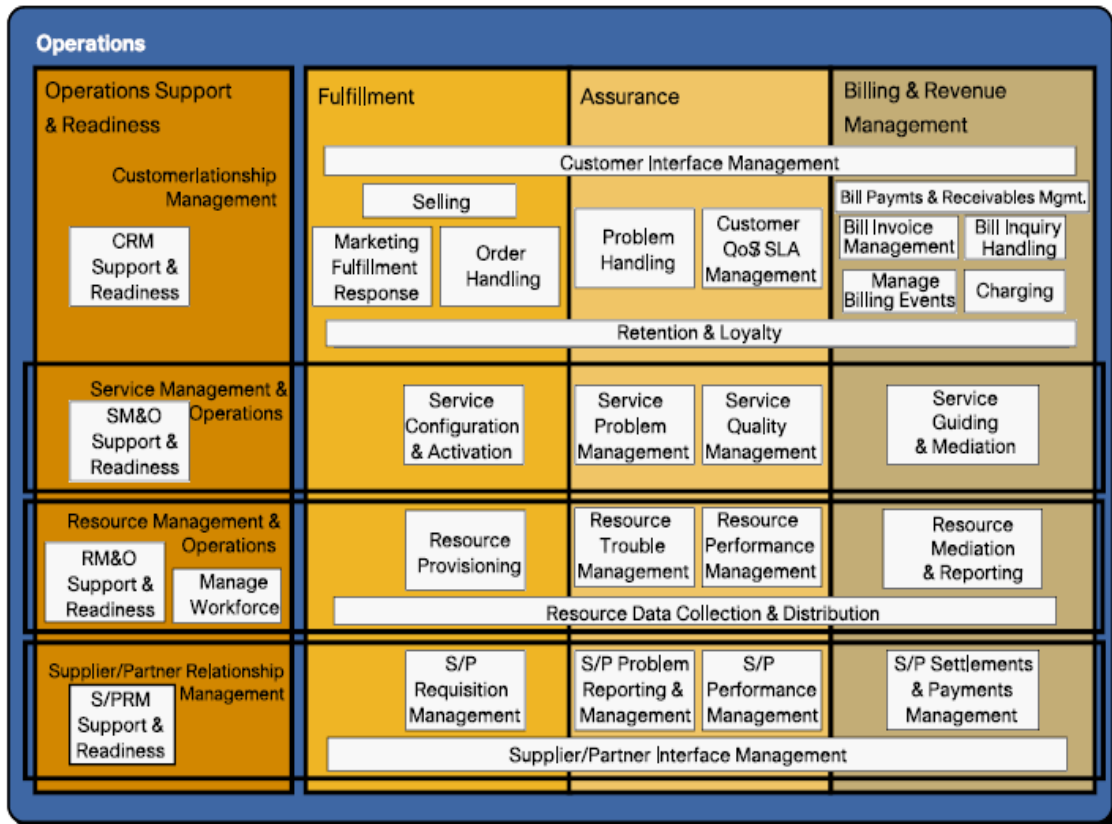 Operations
Operations Support
& Readiness
Fulfillment
Assurance
Billing & Revenue
Management
Customer Interface Management
Customerlationship
Management
CRM
Support &
Readiness
Selling
Marketing
Fulfillment
Response
Order
Handling
Problem
Handling
Customer
QoS SLA
Management
Bill Paymts & Receivables Mgmt.
Bill Invoice
Management
Bill Inquiry
Handling
Manage
Billing Events
Charging
Retention & Loyalty
Service Management &
Operations
SM&O
Support &
Readiness
Service
Configuration
& Activation
Service
Problem
Management
Service
Quality
Management
Service
Guiding
& Mediation
Resource Management &
Operations
RM&O
Support &
Readiness
Manage
Workforce
Resource
Provisioning
Resource
Trouble
Management
Resource
Performance
Management
Resource
Mediation
& Reporting
Resource Data Collection & Distribution
Supplier/Partner Relationship
Management
S/PRM
Support &
Readiness
S/P
Requisition
Management
S/P Problem
Reporting &
Management
S/P
Performance
Management
S/P Settlements
& Payments
Management
Supplier/Partner Interface Management